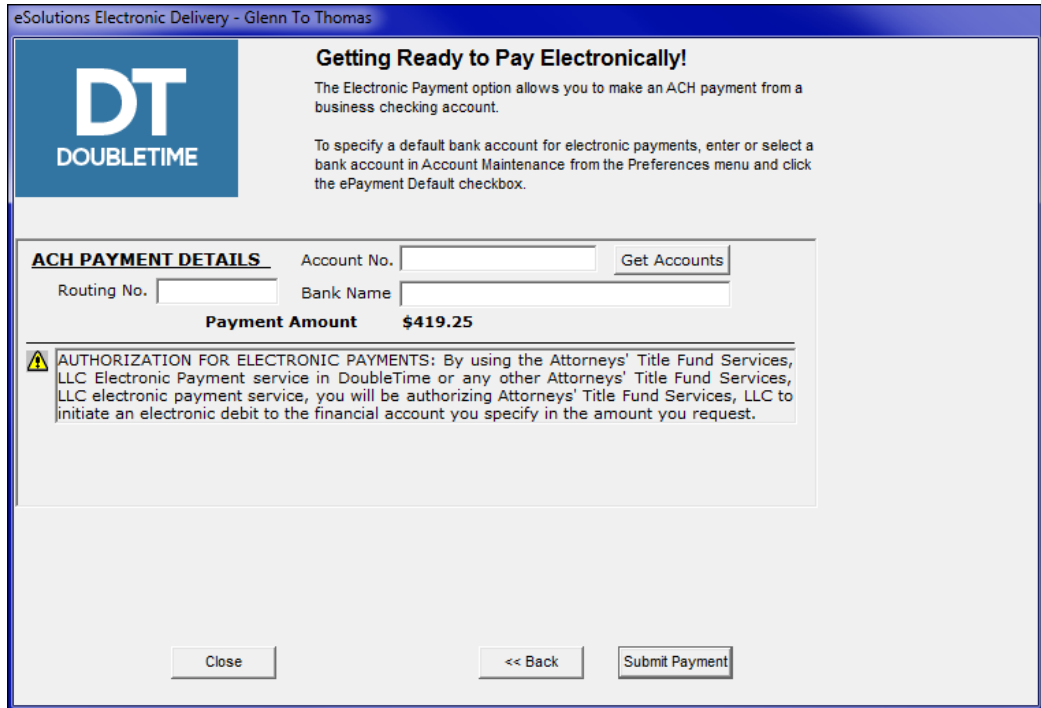 eSolutions Electronic Delivery - Glenn To Thomas
DT
DOUBLETIME
Getting Ready to Pay Electronically!
The Electronic Payment option allows you to make an ACH payment from a
business checking account.
To specify a default bank account for electronic payments, enter or select a
bank account in Account Maintenance from the Preferences menu and click
the ePayment Default checkbox.
ACH PAYMENT DETAILS Account No. Get Accounts
Routing No. Bank Name
Payment Amount $419.25
AUTHORIZATION FOR ELECTRONIC PAYMENTS: By using the Attorneys' Title Fund Services,
LLC Electronic Payment service in DoubleTime or any other Attorneys' Title Fund Services,
LLC electronic payment service, you will be authorizing Attorneys' Title Fund Services, LLC to
initiate an electronic debit to the financial account you specify in the amount you request.
Close << Back Submit Payment